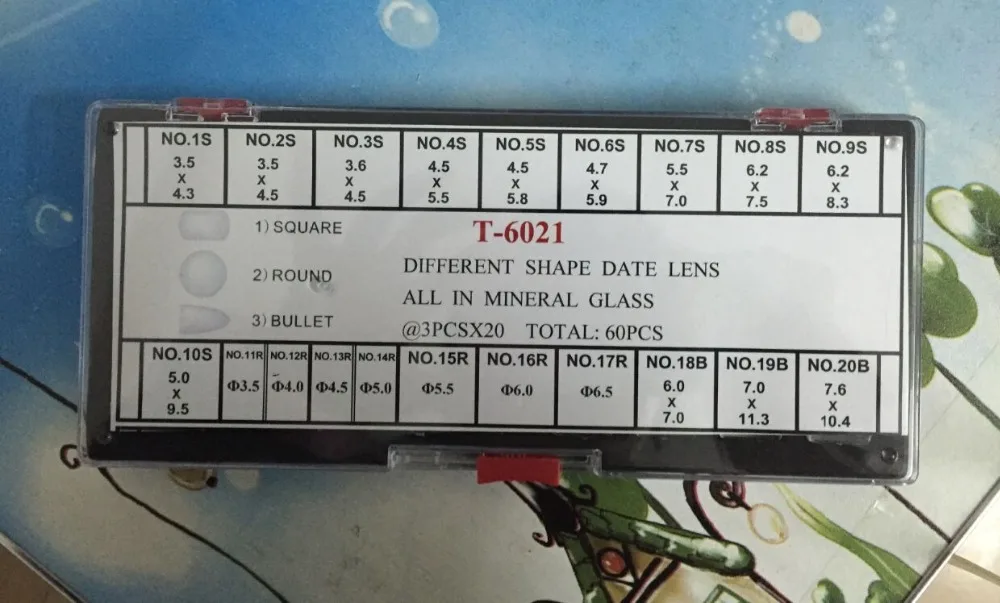 NO.1S NO.2S NO.3S NO.4S NO.5S NO.6S NO.7S NO.8S NO.9S
3.5 3.5 3.6 4.5 4.5 4.7 5.5 6.2 6.2
X X X X X X X X X
4.3 4.5 4.5 5.5 5.8 5.9 7.0 7.5 8.3
1) SQUARE
T-6021
2) ROUND
DIFFERENT SHAPE DATE LENS
ALL IN MINERAL GLASS
3) BULLET
@3PCSX20 TOTAL: 60PCS
NO.10S NO.11R NO.12R NO.13R NO.14R NO.15R NO.16R NO.17R NO.18B NO.19B NO.20B
5.0 Φ3.5 Φ4.0 Φ4.5 Φ5.0 Φ5.5 Φ6.0 Φ6.5 6.0 7.0 7.6
X X X X
9.5 7.0 11.3 10.4